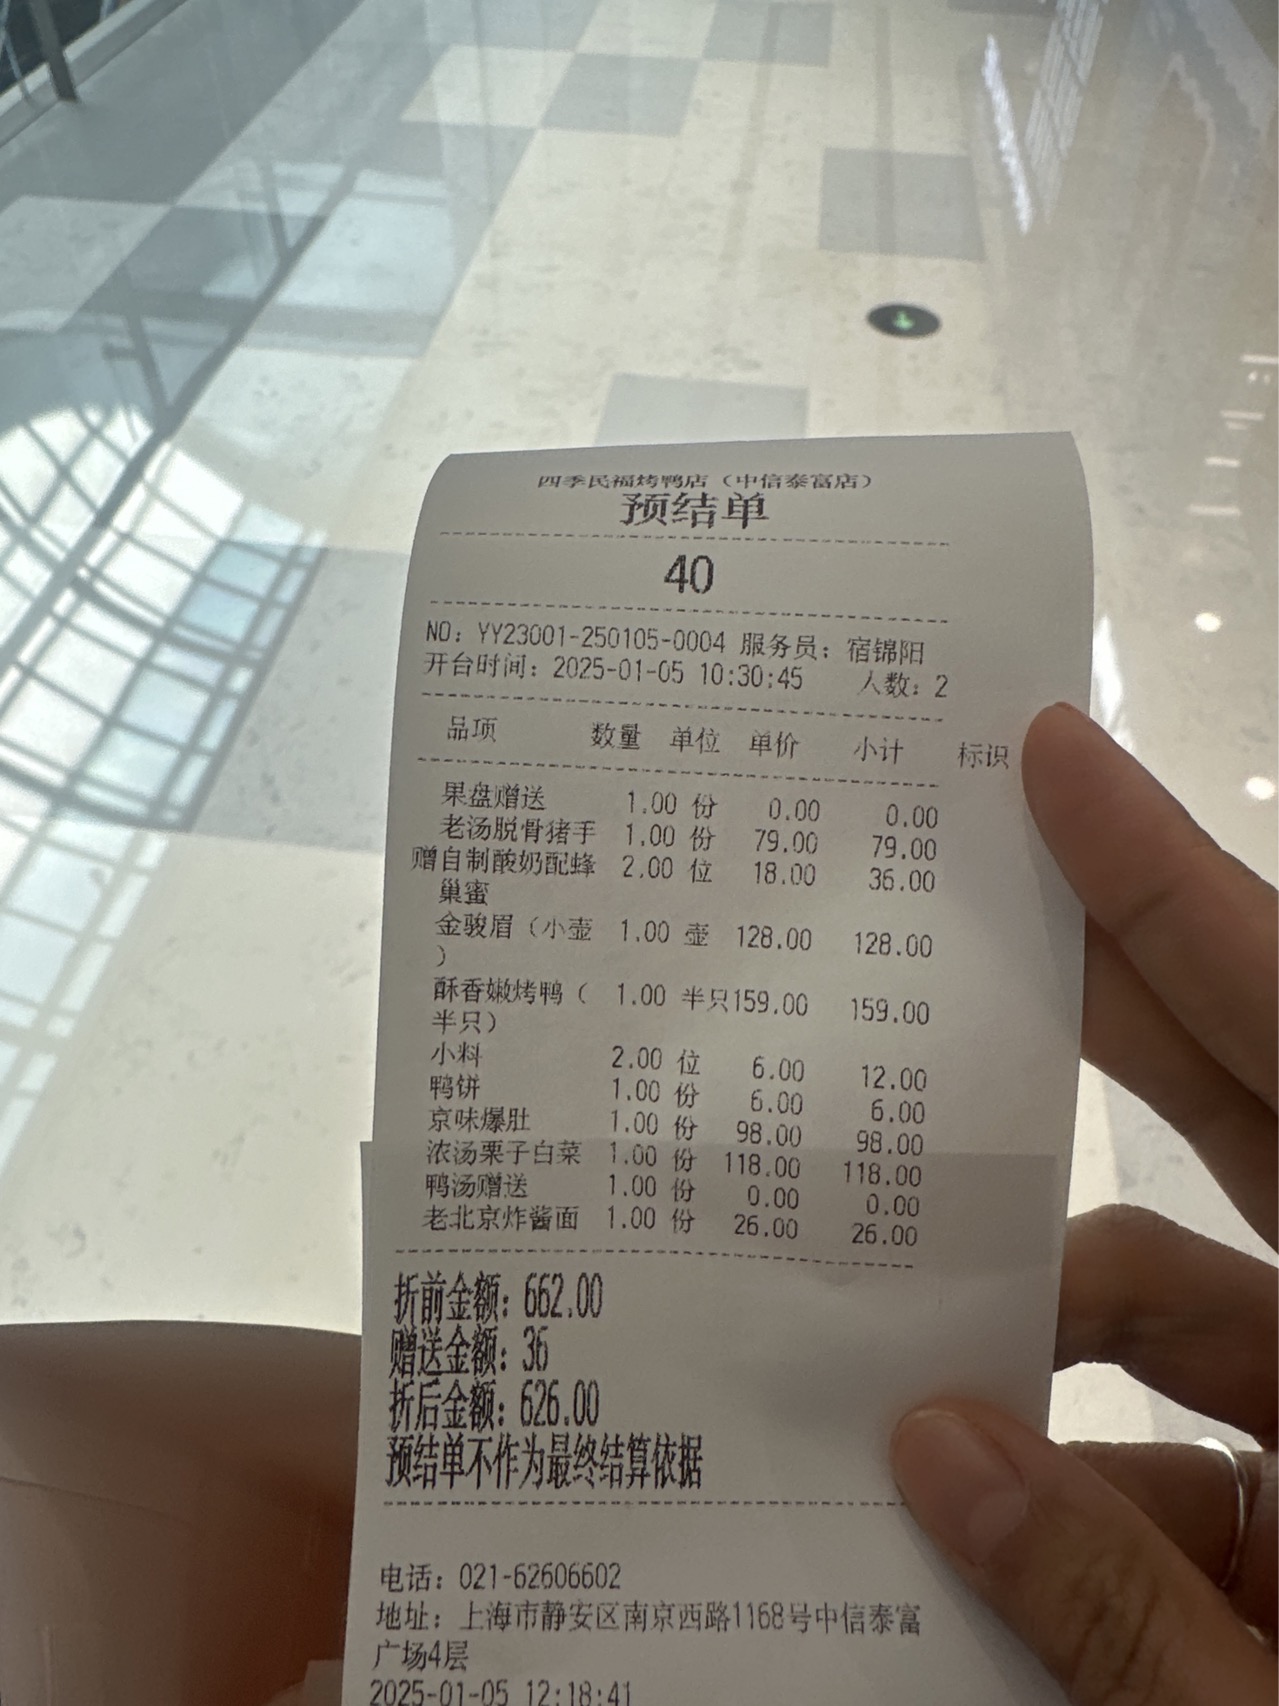 四季民福烤鸭店（中信泰富店）
预结单
40
NO: YY23001-250105-0004 服务员：宿锦阳
开台时间：2025-01-05 10:30:45 人数：2
品项 数量 单位 单价 小计 标识
果盘赠送 1.00 份 0.00 0.00
老汤脱骨猪手 1.00 份 79.00 79.00
赠自制酸奶配蜂 2.00 位 18.00 36.00
巢蜜
金骏眉（小壶 1.00 壶 128.00 128.00
）
酥香嫩烤鸭（ 1.00 半只159.00 159.00
半只）
小料 2.00 位 6.00 12.00
鸭饼 1.00 份 6.00 6.00
京味爆肚 1.00 份 98.00 98.00
浓汤栗子白菜 1.00 份 118.00 118.00
鸭汤赠送 1.00 份 0.00 0.00
老北京炸酱面 1.00 份 26.00 26.00
折前金额：662.00
赠送金额：36
折后金额：626.00
预结单不作为最终结算依据
电话：021-62606602
地址：上海市静安区南京西路1168号中信泰富
广场4层
2025-01-05 12:18:41